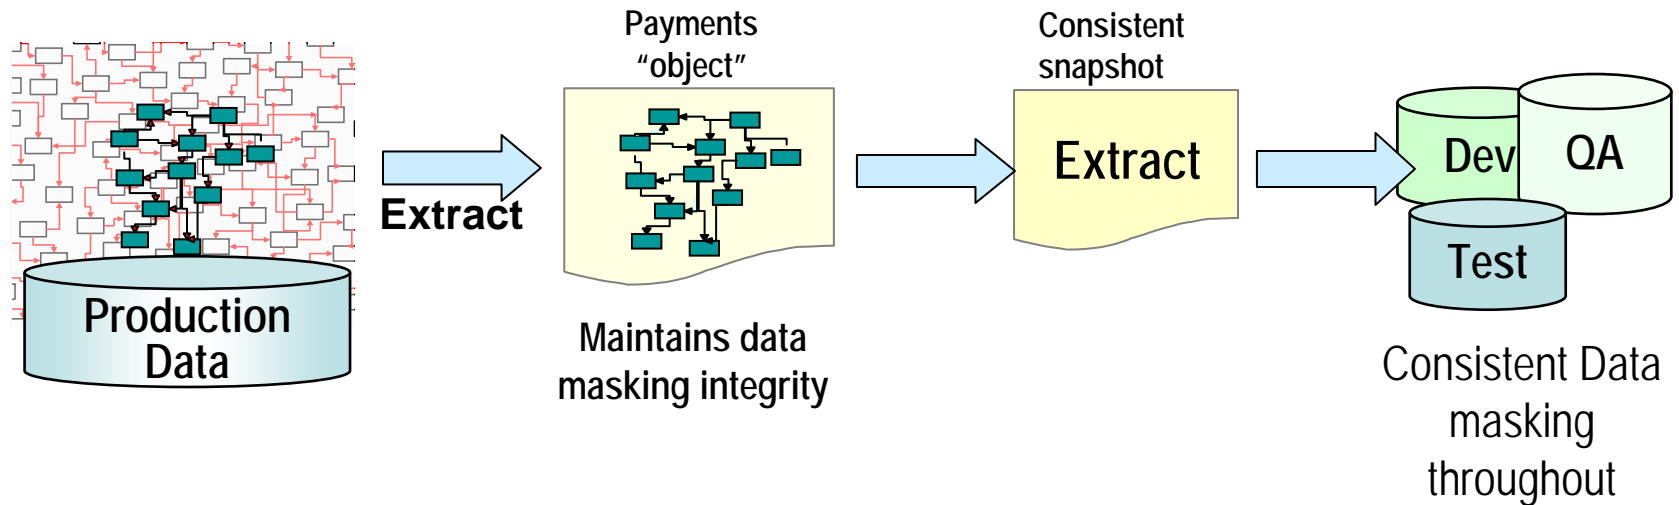 Payments
“object”
Consistent
snapshot
Extract
Extract
Dev
QA
Test
Production
Data
Maintains data
masking integrity
Consistent Data
masking
throughout